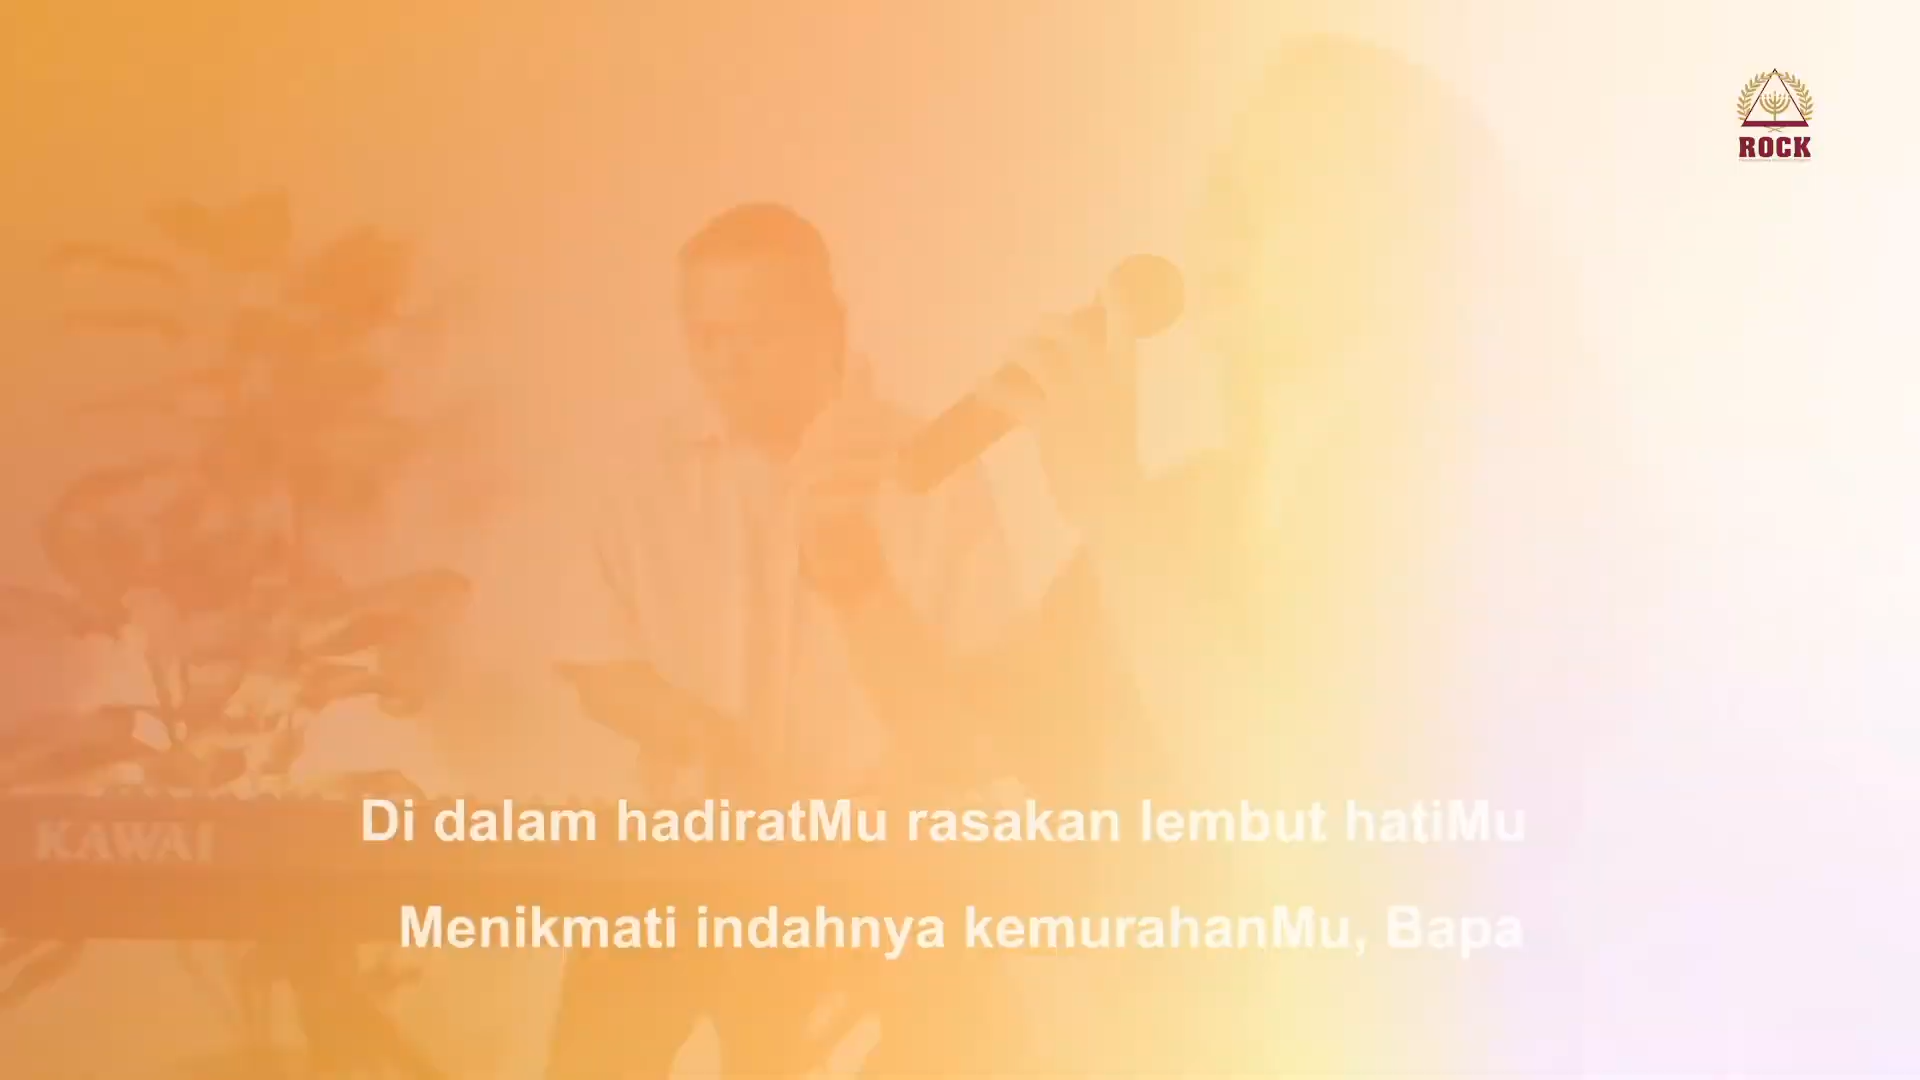 ROCK
KAWAI
Di dalam hadiratMu rasakan lembut hatiMu
Menikmati indahnya kemurahanMu, Bapa